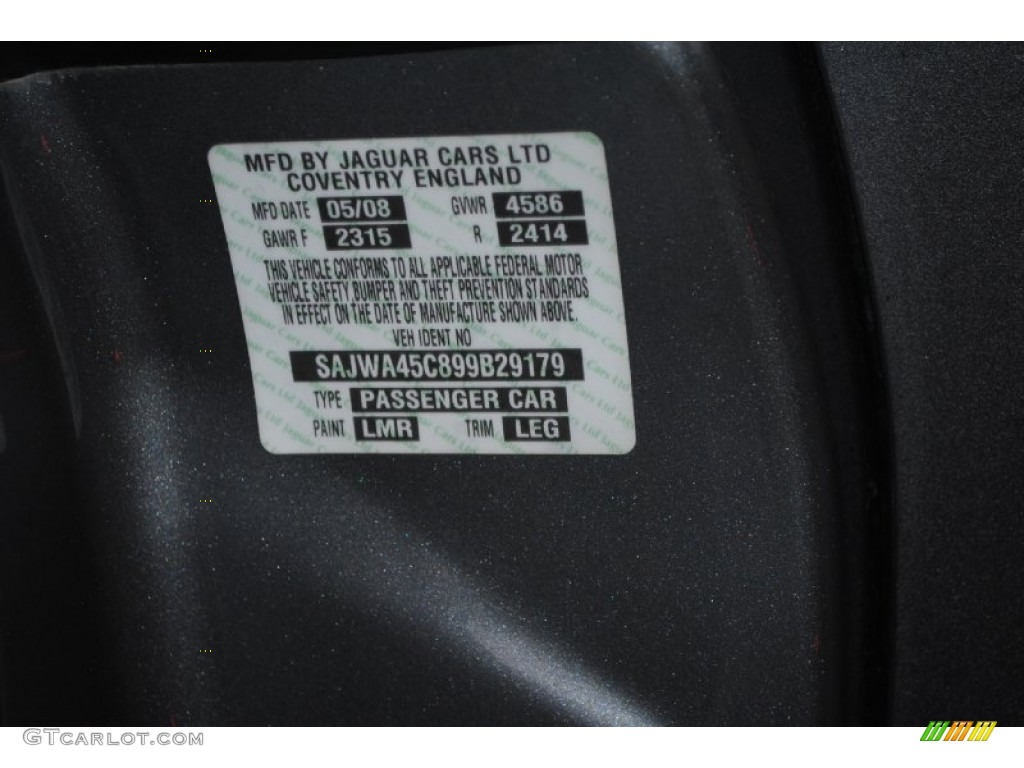 MFD BY JAGUAR CARS LTD
COVENTRY ENGLAND
MFD DATE 05/08 GVWR 4586
GAWR F 2315 R 2414
THIS VEHICLE CONFORMS TO ALL APPLICABLE FEDERAL MOTOR
VEHICLE SAFETY BUMPER AND THEFT PREVENTION STANDARDS
IN EFFECT ON THE DATE OF MANUFACTURE SHOWN ABOVE.
VEH IDENT NO
SAJWA45C899B29179
TYPE PASSENGER CAR
PAINT LMR TRIM LEG
GTCarlot.com